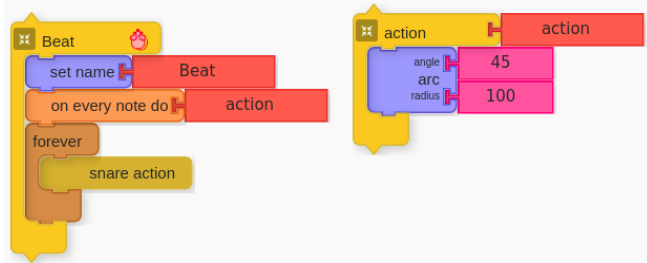 Beat
set name Beat
on every note do action
forever
snare action
action action
angle 45
arc
radius 100